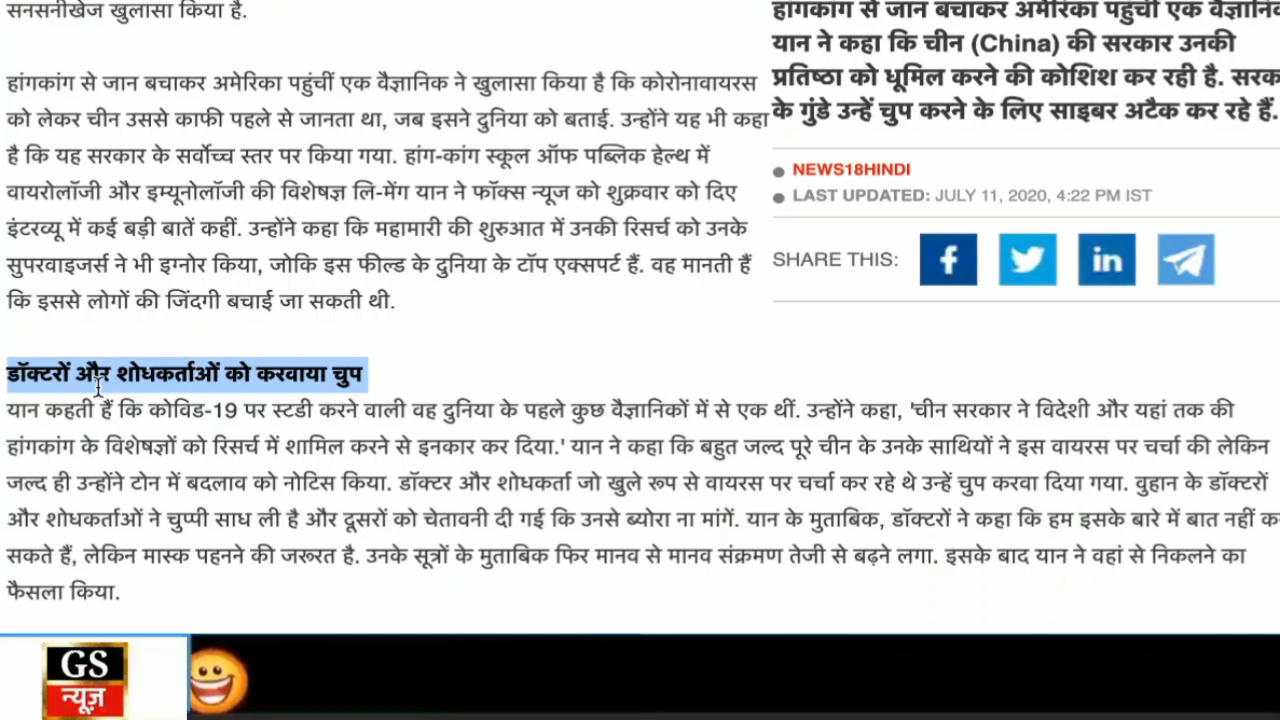 सनसनीखेज खुलासा किया है.
हांगकांग से जान बचाकर अमेरिका पहुंचीं एक वैज्ञानिक ने खुलासा किया है कि कोरोनावायरस
को लेकर चीन उससे काफी पहले से जानता था, जब इसने दुनिया को बताई. उन्होंने यह भी कहा
है कि यह सरकार के सर्वोच्च स्तर पर किया गया. हांग-कांग स्कूल ऑफ पब्लिक हेल्थ में
वायरोलॉजी और इम्यूनोलॉजी की विशेषज्ञ लि-मेंग यान ने फॉक्स न्यूज को शुक्रवार को दिए
इंटरव्यू में कई बड़ी बातें कहीं. उन्होंने कहा कि महामारी की शुरुआत में उनकी रिसर्च को उनके
सुपरवाइजर्स ने भी इग्नोर किया, जोकि इस फील्ड के दुनिया के टॉप एक्सपर्ट हैं. वह मानती हैं
कि इससे लोगों की जिंदगी बचाई जा सकती थी.
हांगकांग से जान बचाकर अमेरिका पहुंची एक
यान ने कहा कि चीन (China) की सरकार उनकी
प्रतिष्ठा को धूमिल करने की कोशिश कर रही है.
के गुंडे उन्हें चुप करने के लिए साइबर अटैक कर रहे हैं.
NEWS18HINDI
LAST UPDATED: JULY 11, 2020, 4:22 PM IST
SHARE THIS:
डॉक्टरों और शोधकर्ताओं को करवाया चुप
यान कहती हैं कि कोविड-19 पर स्टडी करने वाली वह दुनिया के पहले कुछ वैज्ञानिकों में से एक थीं. उन्होंने कहा, 'चीन सरकार ने विदेशी और यहां तक की
हांगकांग के विशेषज्ञों को रिसर्च में शामिल करने से इनकार कर दिया.' यान ने कहा कि बहुत जल्द पूरे चीन के उनके साथियों ने इस वायरस पर चर्चा की लेकिन
जल्द ही उन्होंने टोन में बदलाव को नोटिस किया. डॉक्टर और शोधकर्ता जो खुले रूप से वायरस पर चर्चा कर रहे थे उन्हें चुप करवा दिया गया. वुहान के डॉक्टरों
और शोधकर्ताओं ने चुप्पी साध ली है और दूसरों को चेतावनी दी गई कि उनसे ब्योरा ना मांगें. यान के मुताबिक, डॉक्टरों ने कहा कि हम इसके बारे में बात नहीं
सकते हैं, लेकिन मास्क पहनने की जरूरत है. उनके सूत्रों के मुताबिक फिर मानव से मानव संक्रमण तेजी से बढ़ने लगा. इसके बाद यान ने वहां से निकलने का
फैसला किया.
GS
न्यूज़